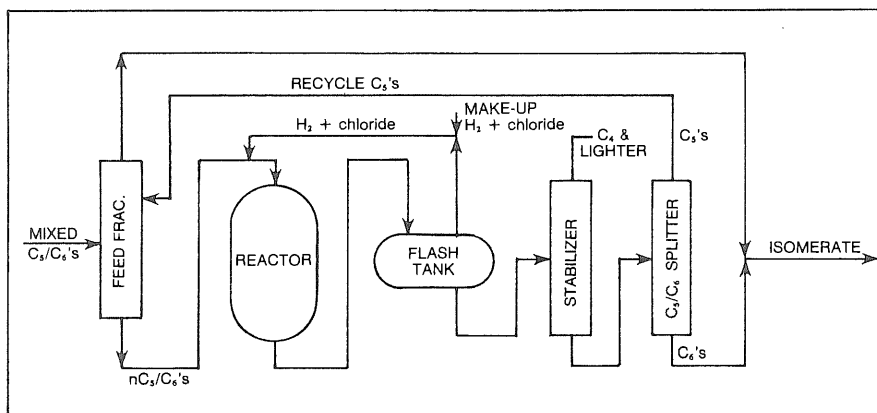 RECYCLE C₅'s
MAKE-UP
H₂ + chloride
H₂ + chloride
C₄ &
LIGHTER
C₅'s
MIXED
C₅/C₆'s
FEED FRAC.
REACTOR
FLASH
TANK
STABILIZER
C₅/C₆ SPLITTER
ISOMERATE
nC₅/C₆'s
C₆'s